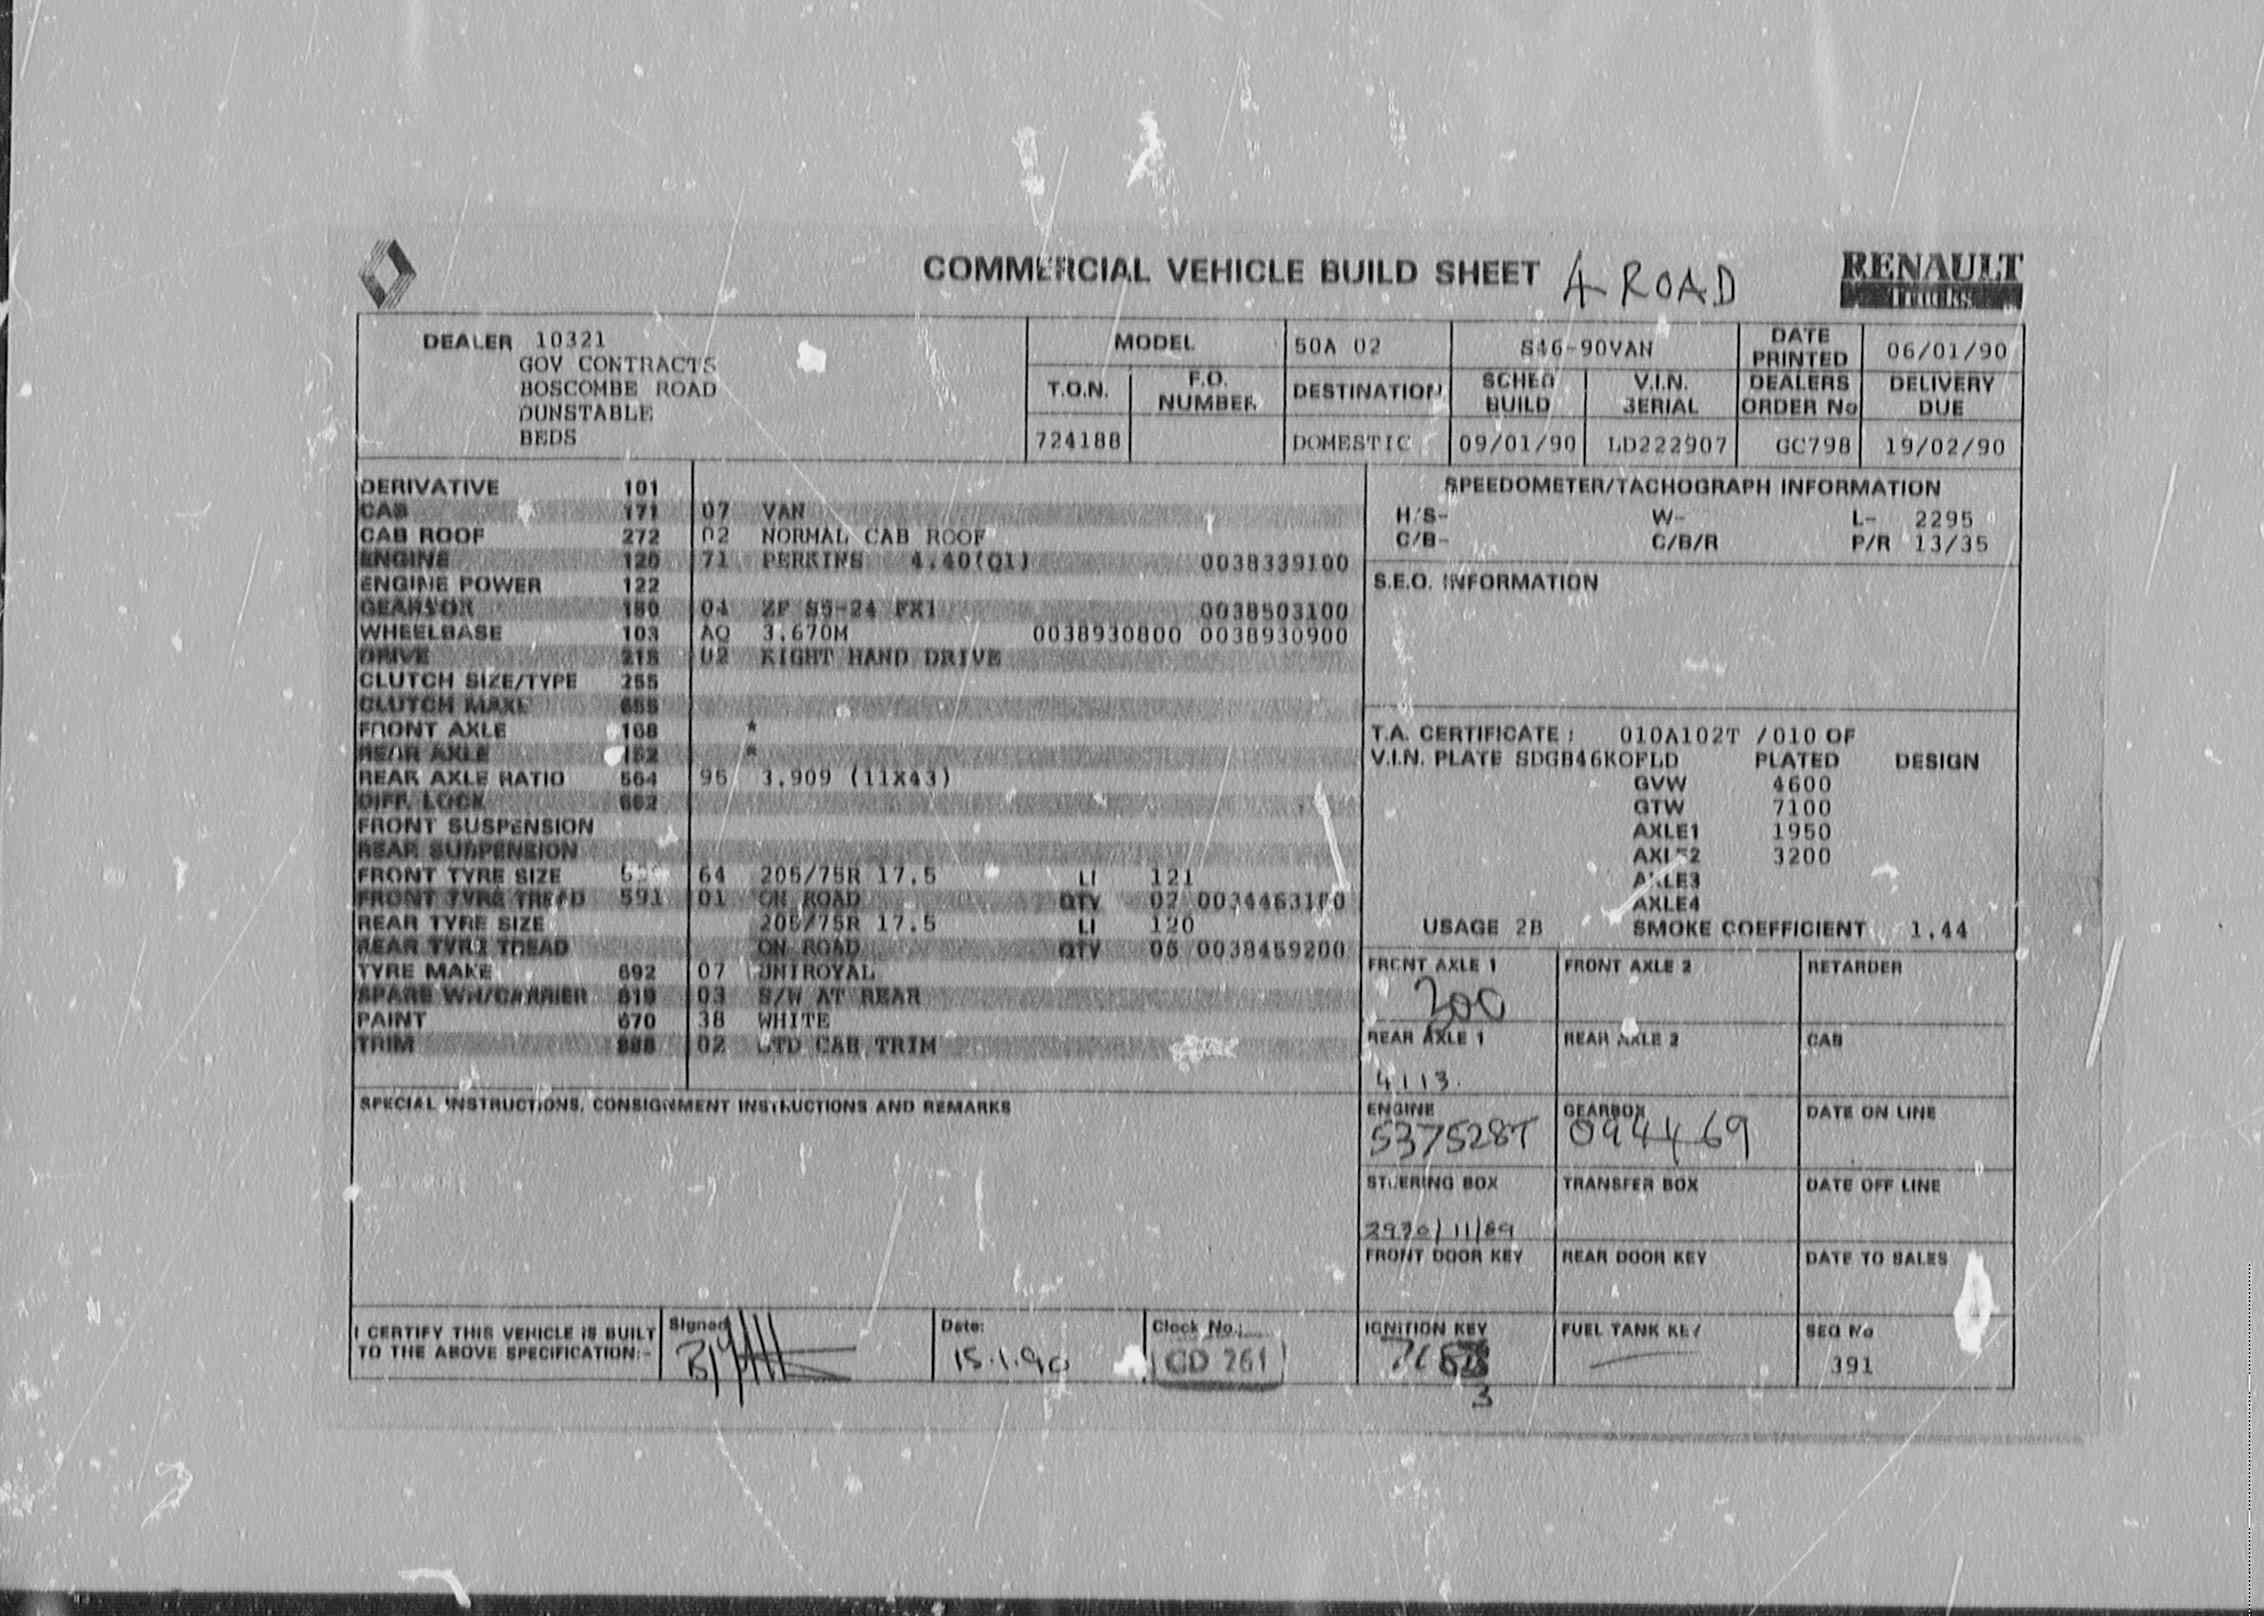 COMMERCIAL VEHICLE BUILD SHEET 4 ROAD
RENAULT
Trucks
DEALER 10321
GOV CONTRACTS
BOSCOMBE ROAD
DUNSTABLE
BEDS
MODEL 50A 02 S46-90VAN DATE PRINTED 06/01/90
T.O.N. F.O. NUMBER DESTINATION SCHED BUILD V.I.N. SERIAL DEALERS ORDER No DELIVERY DUE
724188 DOMESTIC 09/01/90 LD222907 GC798 19/02/90
DERIVATIVE 101
CAB 171 07 VAN
CAB ROOF 272 02 NORMAL CAB ROOF
ENGINE 120 71 PERKINS 4.40(Q1) 0038339100
ENGINE POWER 122
GEARBOX 180 04 ZF S5-24 FX1 0038503100
WHEELBASE 103 AQ 3.670M 0038930800 0038930900
DRIVE 218 02 RIGHT HAND DRIVE
CLUTCH SIZE/TYPE 255
CLUTCH MAKE 655
FRONT AXLE 168 *
REAR AXLE 152 *
REAR AXLE RATIO 564 96 3.909 (11X43)
DIFF. LOCK 662
FRONT SUSPENSION
REAR SUSPENSION
FRONT TYRE SIZE 64 205/75R 17.5 LI 121
FRONT TYRE TREAD 591 01 ON ROAD QTY 02
REAR TYRE SIZE 205/75R 17.5 LI 120
REAR TYRE TREAD ON ROAD QTY 05 0038459200
TYRE MAKE 692 07 UNIROYAL
SPARE WH/CARRIER 619 03 S/W AT REAR
PAINT 670 38 WHITE
TRIM 02 STD CAB TRIM
SPECIAL INSTRUCTIONS, CONSIGNMENT INSTRUCTIONS AND REMARKS
SPEEDOMETER/TACHOGRAPH INFORMATION
H/S- W- L- 2295
C/B- C/B/R P/R 13/35
S.E.O. INFORMATION
T.A. CERTIFICATE : 010A102T /010 OF
V.I.N. PLATE SDGB46KOFLD PLATED DESIGN
GVW 4600
GTW 7100
AXLE1 1950
AXLE2 3200
AXLE3
AXLE4
USAGE 2B SMOKE COEFFICIENT 1.44
FRONT AXLE 1 FRONT AXLE 2 RETARDER
200
REAR AXLE 1 REAR AXLE 2 CAB
4113.
ENGINE GEARBOX DATE ON LINE
537528T 094469
STEERING BOX TRANSFER BOX DATE OFF LINE
2930/11/89
FRONT DOOR KEY REAR DOOR KEY DATE TO SALES
IGNITION KEY FUEL TANK KEY SEQ No
3 391
I CERTIFY THIS VEHICLE IS BUILT
TO THE ABOVE SPECIFICATION:-
Signed
Date:
15.1.90
Clock No.:
CD 261